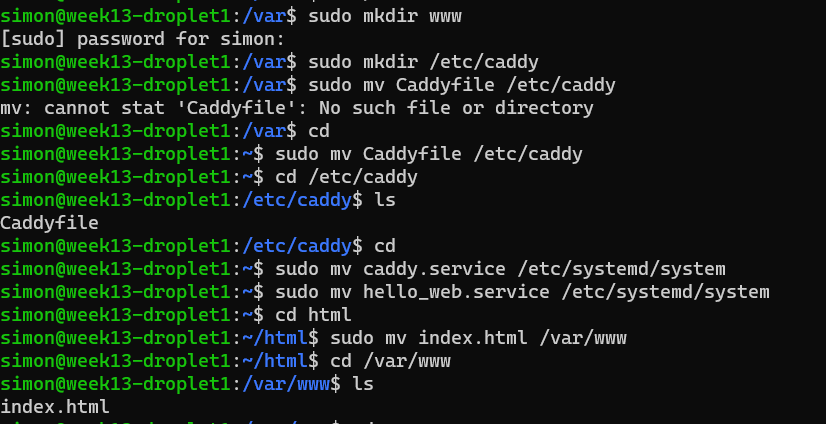 simon@week13-droplet1:/var$ sudo mkdir www
[sudo] password for simon:
simon@week13-droplet1:/var$ sudo mkdir /etc/caddy
simon@week13-droplet1:/var$ sudo mv Caddyfile /etc/caddy
mv: cannot stat 'Caddyfile': No such file or directory
simon@week13-droplet1:/var$ cd
simon@week13-droplet1:~$ sudo mv Caddyfile /etc/caddy
simon@week13-droplet1:~$ cd /etc/caddy
simon@week13-droplet1:/etc/caddy$ ls
Caddyfile
simon@week13-droplet1:/etc/caddy$ cd
simon@week13-droplet1:~$ sudo mv caddy.service /etc/systemd/system
simon@week13-droplet1:~$ sudo mv hello_web.service /etc/systemd/system
simon@week13-droplet1:~$ cd html
simon@week13-droplet1:~/html$ sudo mv index.html /var/www
simon@week13-droplet1:~/html$ cd /var/www
simon@week13-droplet1:/var/www$ ls
index.html